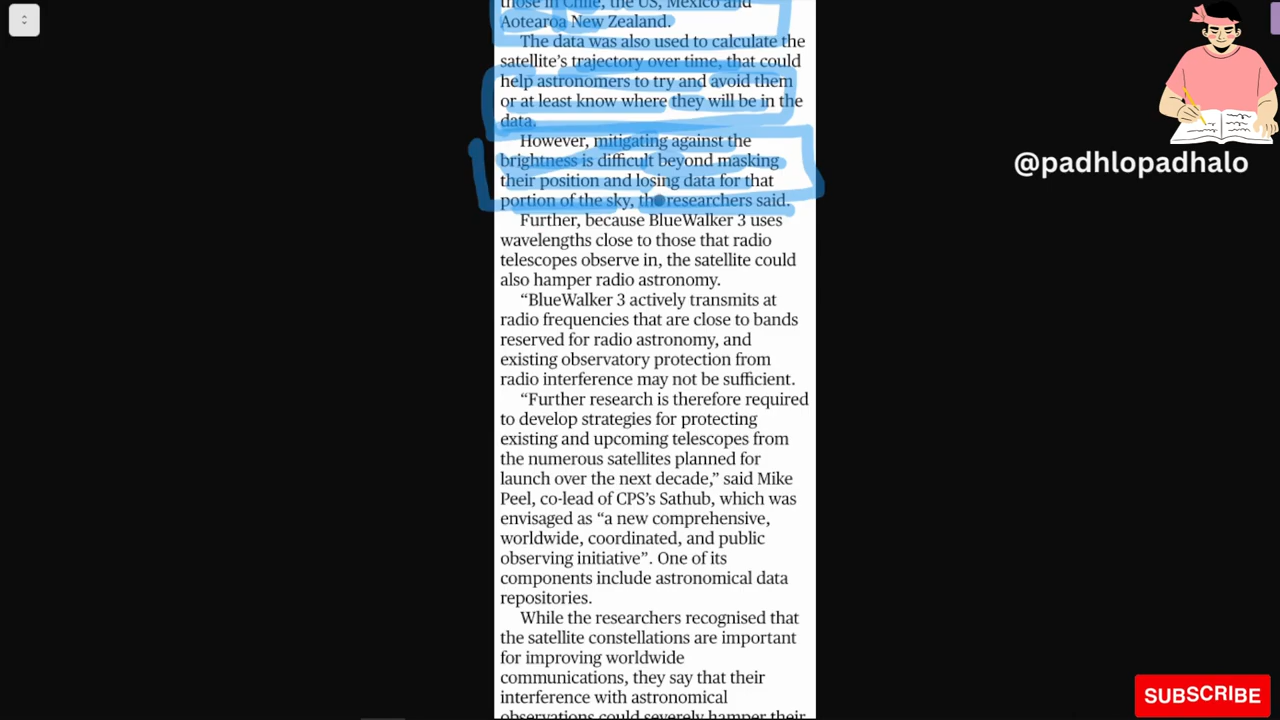 those in Chile, the US, Mexico and
Aotearoa New Zealand.
The data was also used to calculate the
satellite’s trajectory over time, that could
help astronomers to try and avoid them
or at least know where they will be in the
data.
However, mitigating against the
brightness is difficult beyond masking
their position and losing data for that
portion of the sky, the researchers said.
Further, because BlueWalker 3 uses
wavelengths close to those that radio
telescopes observe in, the satellite could
also hamper radio astronomy.
“BlueWalker 3 actively transmits at
radio frequencies that are close to bands
reserved for radio astronomy, and
existing observatory protection from
radio interference may not be sufficient.
“Further research is therefore required
to develop strategies for protecting
existing and upcoming telescopes from
the numerous satellites planned for
launch over the next decade,” said Mike
Peel, co-lead of CPS’s Sathub, which was
envisaged as “a new comprehensive,
worldwide, coordinated, and public
observing initiative”. One of its
components include astronomical data
repositories.
While the researchers recognised that
the satellite constellations are important
for improving worldwide
communications, they say that their
interference with astronomical
observations could severely hamper their
@padhlopadhalo
SUBSCRIBE